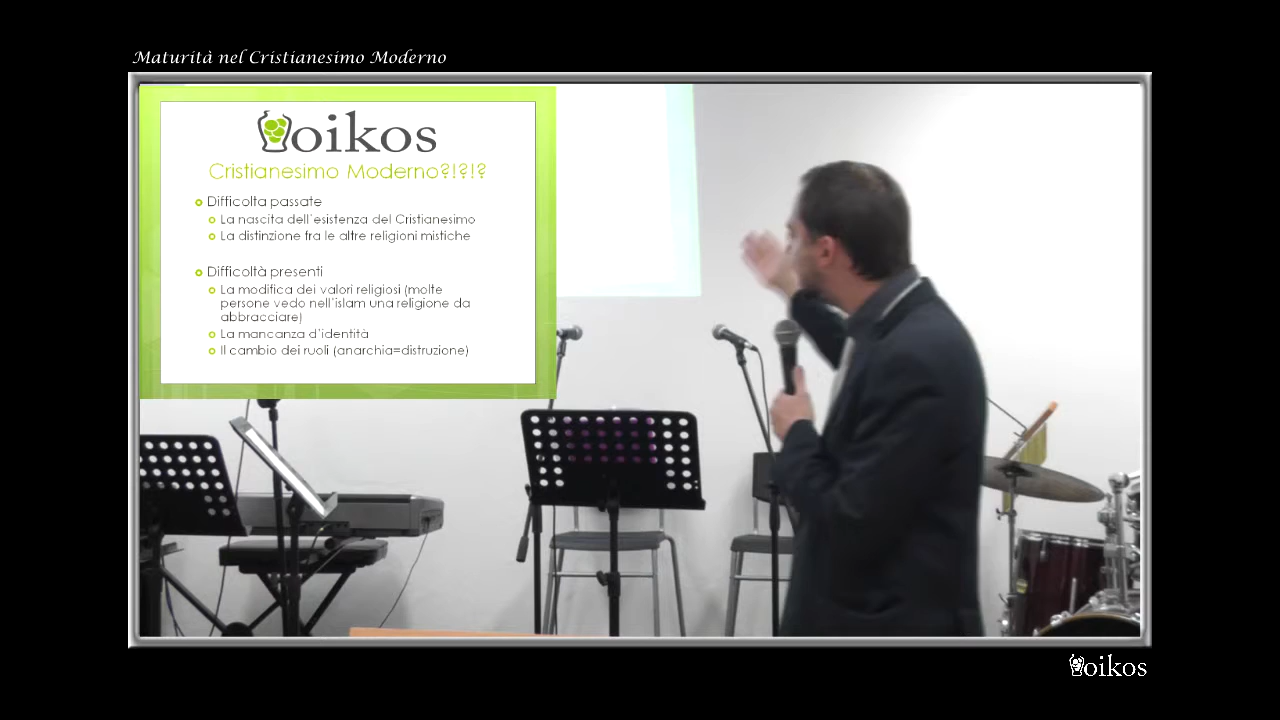 Maturità nel Cristianesimo Moderno
oikos
Cristianesimo Moderno?!?!?
Difficolta passate
La nascita dell'esistenza del Cristianesimo
La distinzione fra le altre religioni mistiche
Difficoltà presenti
La modifica dei valori religiosi (molte
persone vedo nell'islam una religione da
abbracciare)
La mancanza d'identità
Il cambio dei ruoli (anarchia=distruzione)
oikos